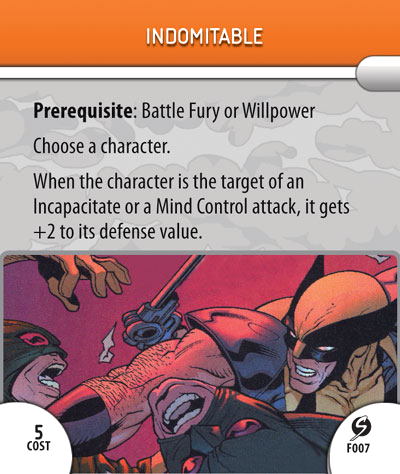 INDOMITABLE
Prerequisite: Battle Fury or Willpower
Choose a character.
When the character is the target of an
Incapacitate or a Mind Control attack, it gets
+2 to its defense value.
5
COST
F007